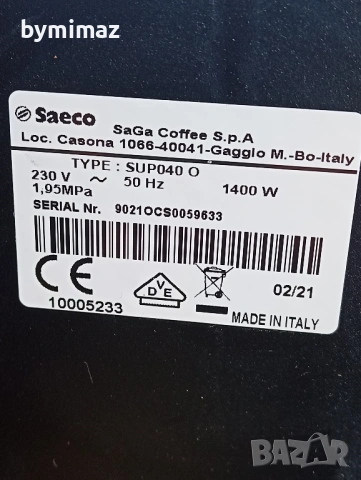 bymimaz
Saeco
SaGa Coffee S.p.A
Loc. Casona 1066-40041-Gaggio M.-Bo-Italy
TYPE : SUP040 O
230 V ~ 50 Hz 1400 W
1,95MPa
SERIAL Nr. 9021OCS0059633
CE
DVE
02/21
10005233
MADE IN ITALY
BAZAR